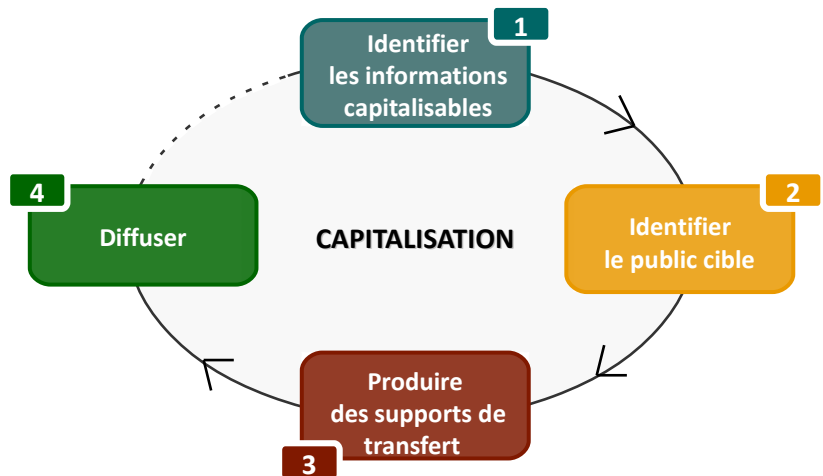 1
Identifier
les informations
capitalisables
2
Identifier
le public cible
3
Produire
des supports de
transfert
4
Diffuser
CAPITALISATION